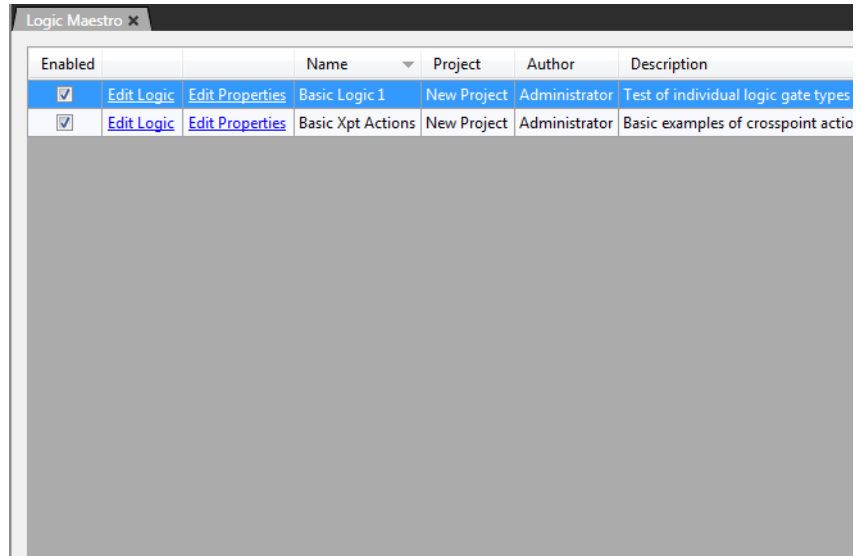 Logic Maestro ×
Enabled Name Project Author Description
Edit Logic Edit Properties Basic Logic 1 New Project Administrator Test of individual logic gate types
Edit Logic Edit Properties Basic Xpt Actions New Project Administrator Basic examples of crosspoint actio